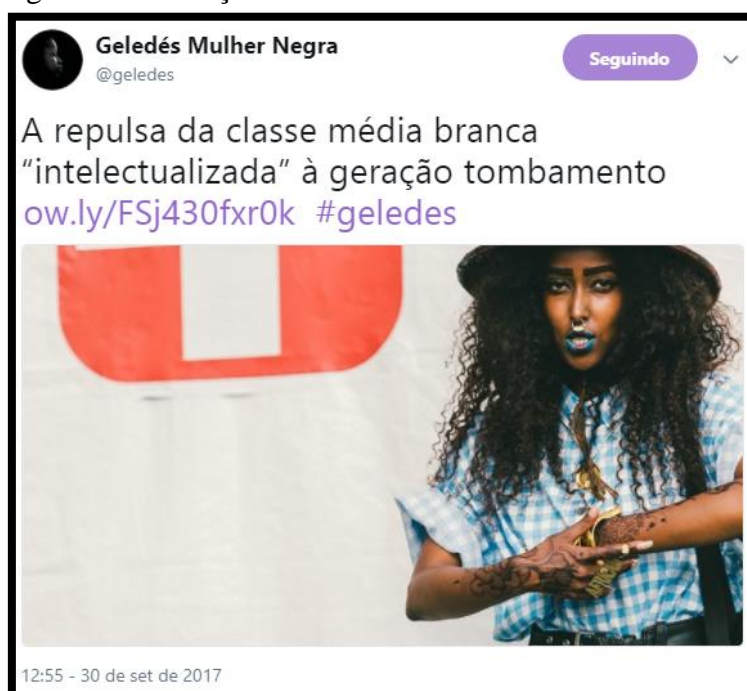 Geledés Mulher Negra
Seguindo
@geledes
A repulsa da classe média branca
“intelectualizada” à geração tombamento
ow.ly/FSj430fxr0k #geledes
12:55 - 30 de set de 2017